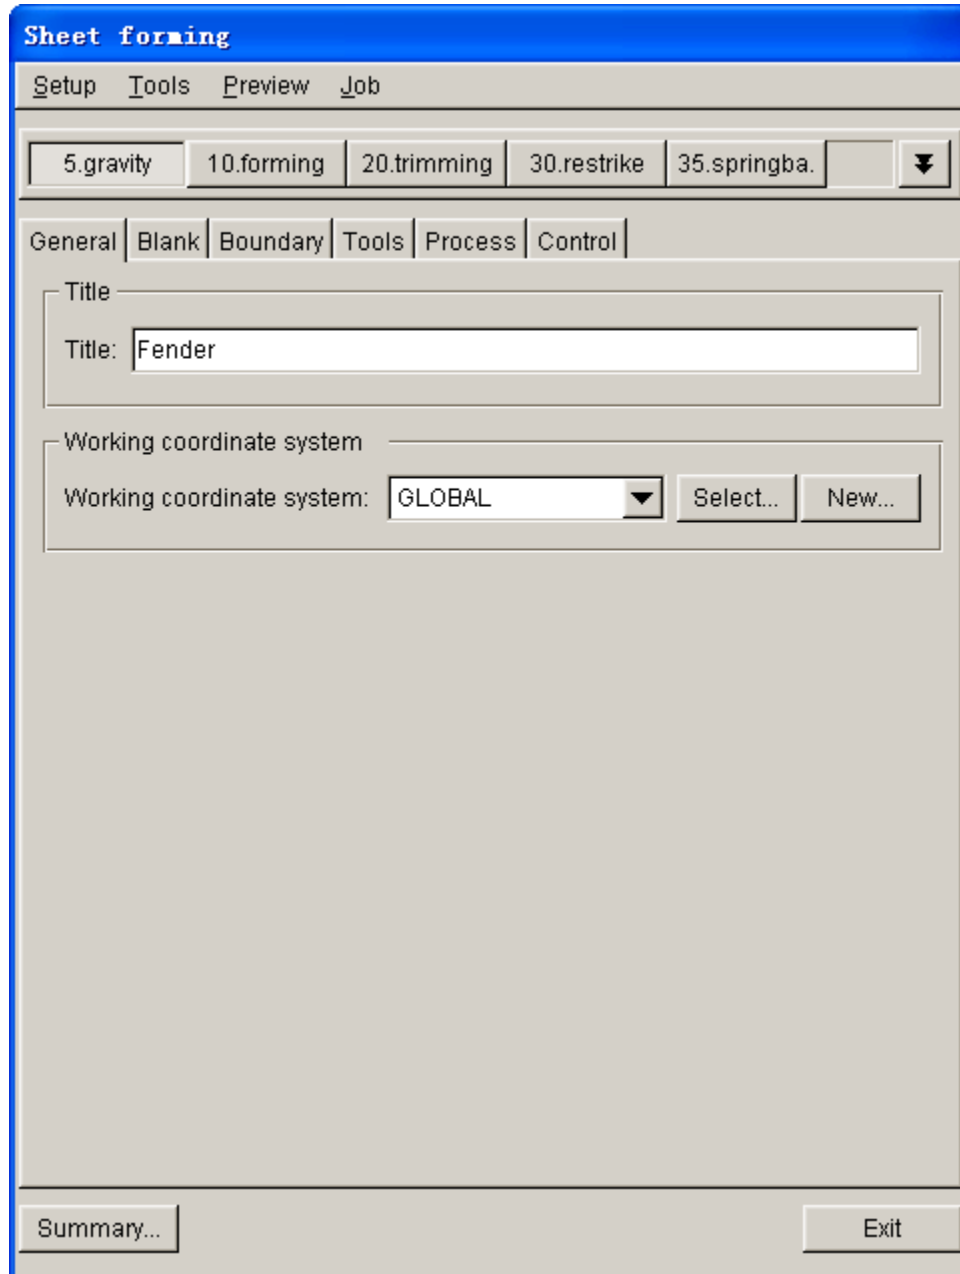 Sheet forming
Setup Tools Preview Job
5.gravity 10.forming 20.trimming 30.restrike 35.springba.
General Blank Boundary Tools Process Control
Title
Title: Fender
Working coordinate system
Working coordinate system: GLOBAL Select... New...
Summary... Exit